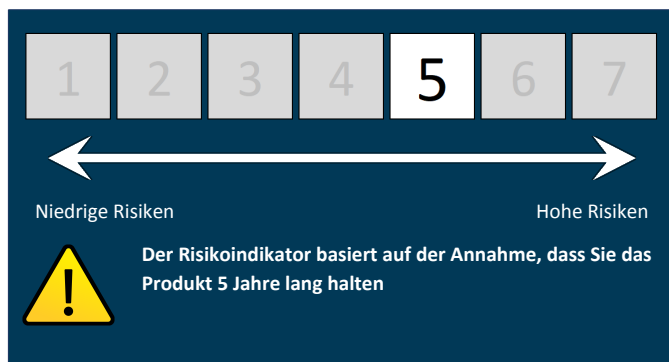 1 2 3 4 5 6 7
Niedrige Risiken Hohe Risiken
Der Risikoindikator basiert auf der Annahme, dass Sie das
Produkt 5 Jahre lang halten